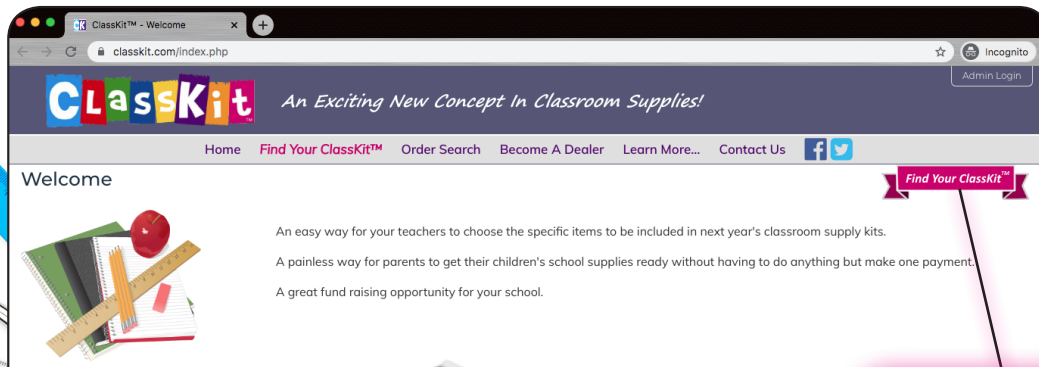 ClassKit™ - Welcome
classkit.com/index.php
Incognito
Admin Login
CLassKit™
An Exciting New Concept In Classroom Supplies!
Home Find Your ClassKit™ Order Search Become A Dealer Learn More... Contact Us
Welcome
Find Your ClassKit™
An easy way for your teachers to choose the specific items to be included in next year's classroom supply kits.
A painless way for parents to get their children's school supplies ready without having to do anything but make one payment.
A great fund raising opportunity for your school.